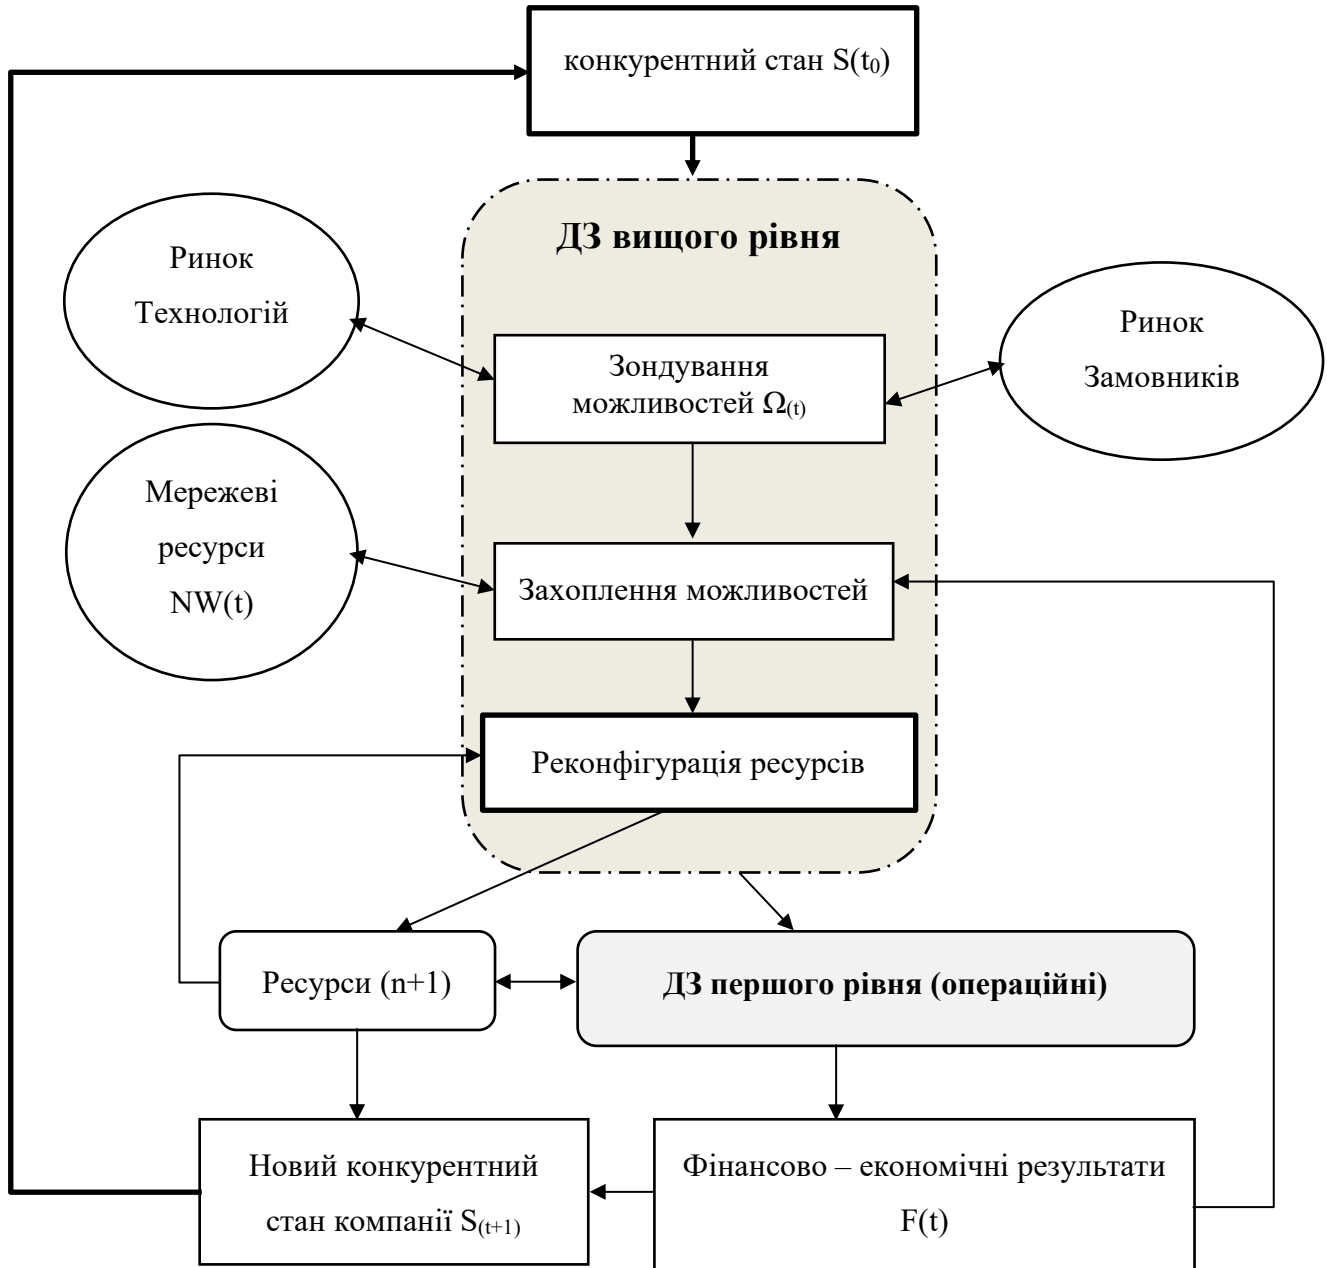 конкурентний стан S(t₀)
ДЗ вищого рівня
Ринок
Технологій
Зондування
можливостей Ω₍ₜ₎
Ринок
Замовників
Мережеві
ресурси
NW(t)
Захоплення можливостей
Реконфігурація ресурсів
Ресурси (n+1)
ДЗ першого рівня (операційні)
Новий конкурентний
стан компанії S₍ₜ₊₁₎
Фінансово – економічні результати
F(t)